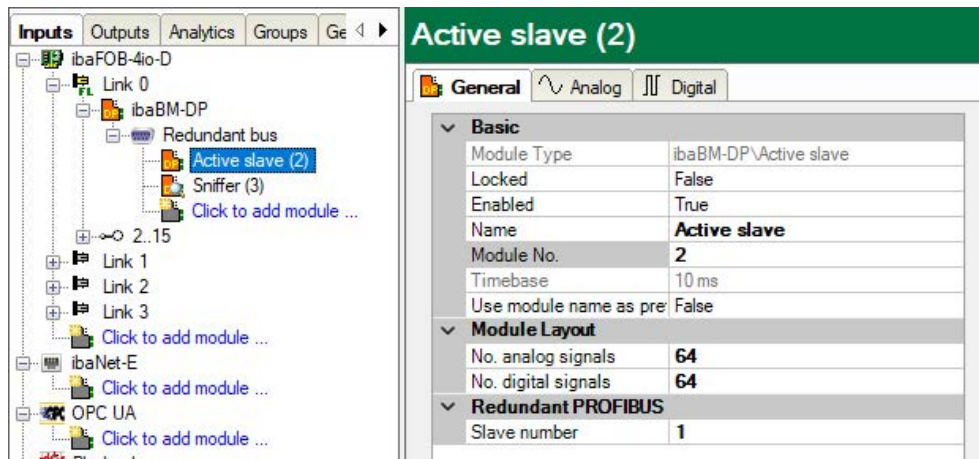 Inputs Outputs Analytics Groups Ge
ibaFOB-4io-D
FL Link 0
ibaBM-DP
Redundant bus
Active slave (2)
Sniffer (3)
Click to add module ...
2..15
Link 1
Link 2
Link 3
Click to add module ...
ibaNet-E
Click to add module ...
OPC UA
Click to add module ...
Active slave (2)
General Analog Digital
Basic
Module Type ibaBM-DP\Active slave
Locked False
Enabled True
Name Active slave
Module No. 2
Timebase 10 ms
Use module name as pre False
Module Layout
No. analog signals 64
No. digital signals 64
Redundant PROFIBUS
Slave number 1